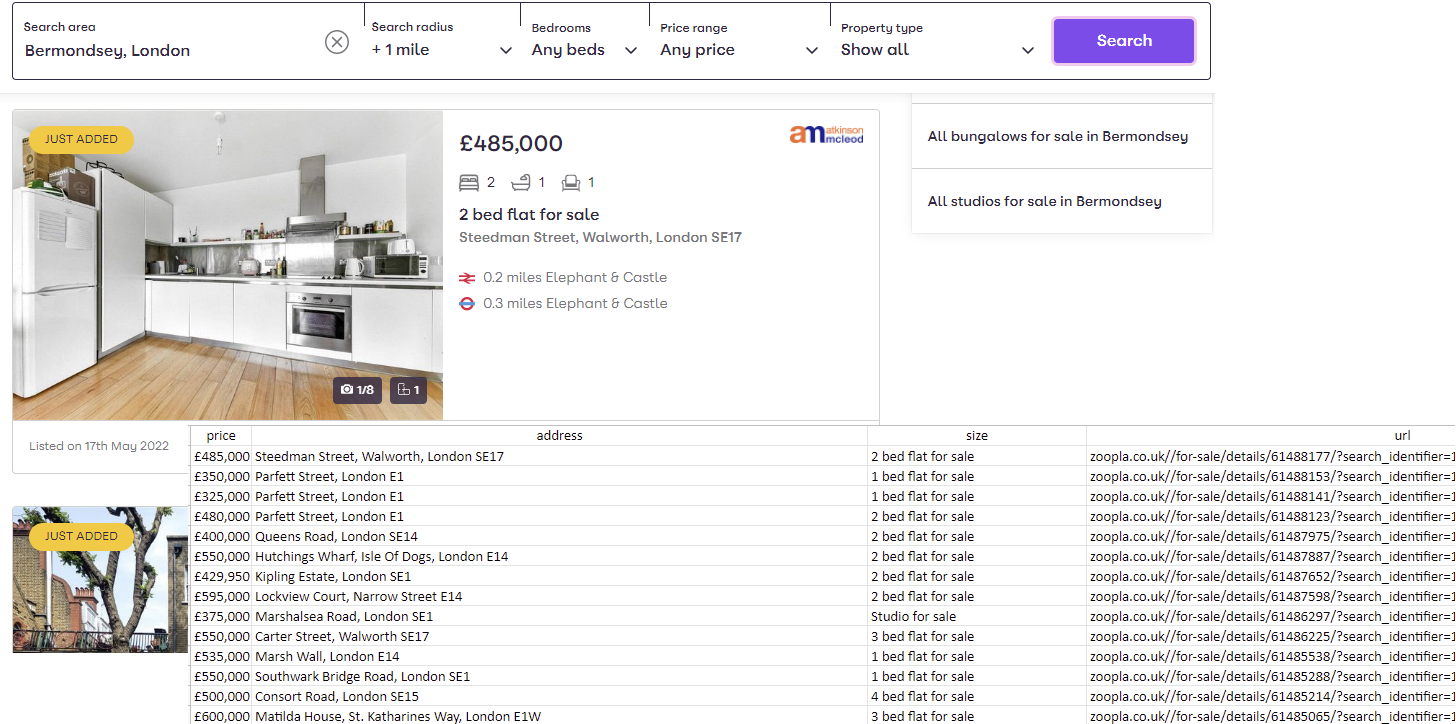 Search area
Bermondsey, London
Search radius
+ 1 mile
Bedrooms
Any beds
Price range
Any price
Property type
Show all
Search
JUST ADDED
1/8
1
£485,000
atkinson
am mcleod
2 1 1
2 bed flat for sale
Steedman Street, Walworth, London SE17
0.2 miles Elephant & Castle
0.3 miles Elephant & Castle
Listed on 17th May 2022
All bungalows for sale in Bermondsey
All studios for sale in Bermondsey
JUST ADDED
price address size url
£485,000 Steedman Street, Walworth, London SE17 2 bed flat for sale zoopla.co.uk//for-sale/details/61488177/?search_identifier=1
£350,000 Parfett Street, London E1 1 bed flat for sale zoopla.co.uk//for-sale/details/61488153/?search_identifier=1
£325,000 Parfett Street, London E1 1 bed flat for sale zoopla.co.uk//for-sale/details/61488141/?search_identifier=1
£480,000 Parfett Street, London E1 2 bed flat for sale zoopla.co.uk//for-sale/details/61488123/?search_identifier=1
£400,000 Queens Road, London SE14 2 bed flat for sale zoopla.co.uk//for-sale/details/61487975/?search_identifier=1
£550,000 Hutchings Wharf, Isle Of Dogs, London E14 2 bed flat for sale zoopla.co.uk//for-sale/details/61487887/?search_identifier=1
£429,950 Kipling Estate, London SE1 2 bed flat for sale zoopla.co.uk//for-sale/details/61487652/?search_identifier=1
£595,000 Lockview Court, Narrow Street E14 2 bed flat for sale zoopla.co.uk//for-sale/details/61487598/?search_identifier=1
£375,000 Marshalsea Road, London SE1 Studio for sale zoopla.co.uk//for-sale/details/61486297/?search_identifier=1
£550,000 Carter Street, Walworth SE17 3 bed flat for sale zoopla.co.uk//for-sale/details/61486225/?search_identifier=1
£535,000 Marsh Wall, London E14 1 bed flat for sale zoopla.co.uk//for-sale/details/61485538/?search_identifier=1
£550,000 Southwark Bridge Road, London SE1 1 bed flat for sale zoopla.co.uk//for-sale/details/61485288/?search_identifier=1
£500,000 Consort Road, London SE15 4 bed flat for sale zoopla.co.uk//for-sale/details/61485214/?search_identifier=1
£600,000 Matilda House, St. Katharines Way, London E1W 3 bed flat for sale zoopla.co.uk//for-sale/details/61485065/?search_identifier=1